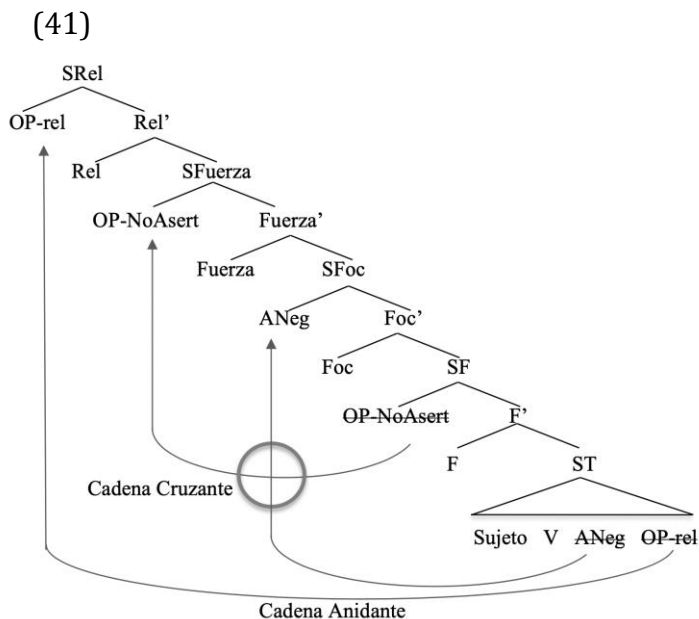 (41)
SRel
OP-rel Rel’
Rel SFuerza
OP-NoAsert Fuerza’
Fuerza SFoc
ANeg Foc’
Foc SF
OP-NoAsert F’
F ST
Cadena Cruzante
Sujeto V ANeg OP-rel
Cadena Anidante